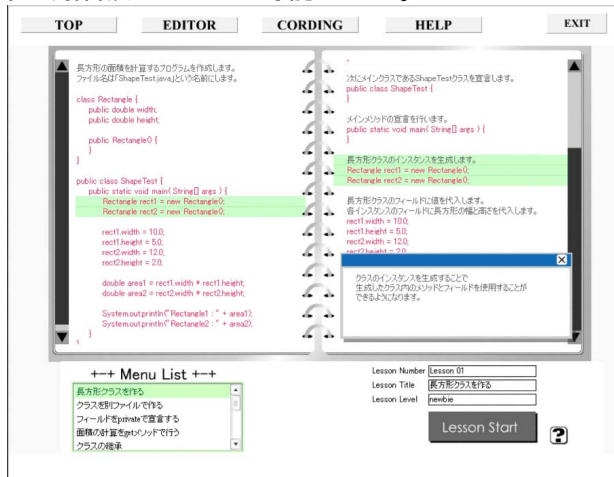 TOP
EDITOR
CORDING
HELP
EXIT
長方形の面積を計算するプログラムを作成します。
ファイル名は「ShapeTest.java」という名前にします。
class Rectangle {
public double width;
public double height;
public Rectangle() {
}
}
public class ShapeTest {
public static void main( String[] args ) {
Rectangle rect1 = new Rectangle();
Rectangle rect2 = new Rectangle();
rect1.width = 10.0;
rect1.height = 5.0;
rect2.width = 12.0;
rect2.height = 2.0;
double area1 = rect1.width * rect1.height;
double area2 = rect2.width * rect2.height;
System.out.println("Rectangle1 : " + area1);
System.out.println("Rectangle2 : " + area2);
}
次にメインクラスであるShapeTestクラスを宣言します。
public class ShapeTest {
}
メインメソッドの宣言を行います。
public static void main( String[] args ) {
}
長方形クラスのインスタンスを生成します。
Rectangle rect1 = new Rectangle();
Rectangle rect2 = new Rectangle();
長方形クラスのフィールドに値を代入します。
各インスタンスのフィールドに長方形の幅と高さを代入します。
rect1.width = 10.0;
rect1.height = 5.0;
rect2.width = 12.0;
rect2.height = 2.0;
クラスのインスタンスを生成することで
生成したクラス内のメソッドとフィールドを使用することが
できるようになります。
+-+ Menu List +-+
長方形クラスを作る
クラスを別ファイルで作る
フィールドをprivateで宣言する
面積の計算をgetメソッドで行う
クラスの継承
Lesson Number Lesson 01
Lesson Title 長方形クラスを作る
Lesson Level newbie
Lesson Start
?